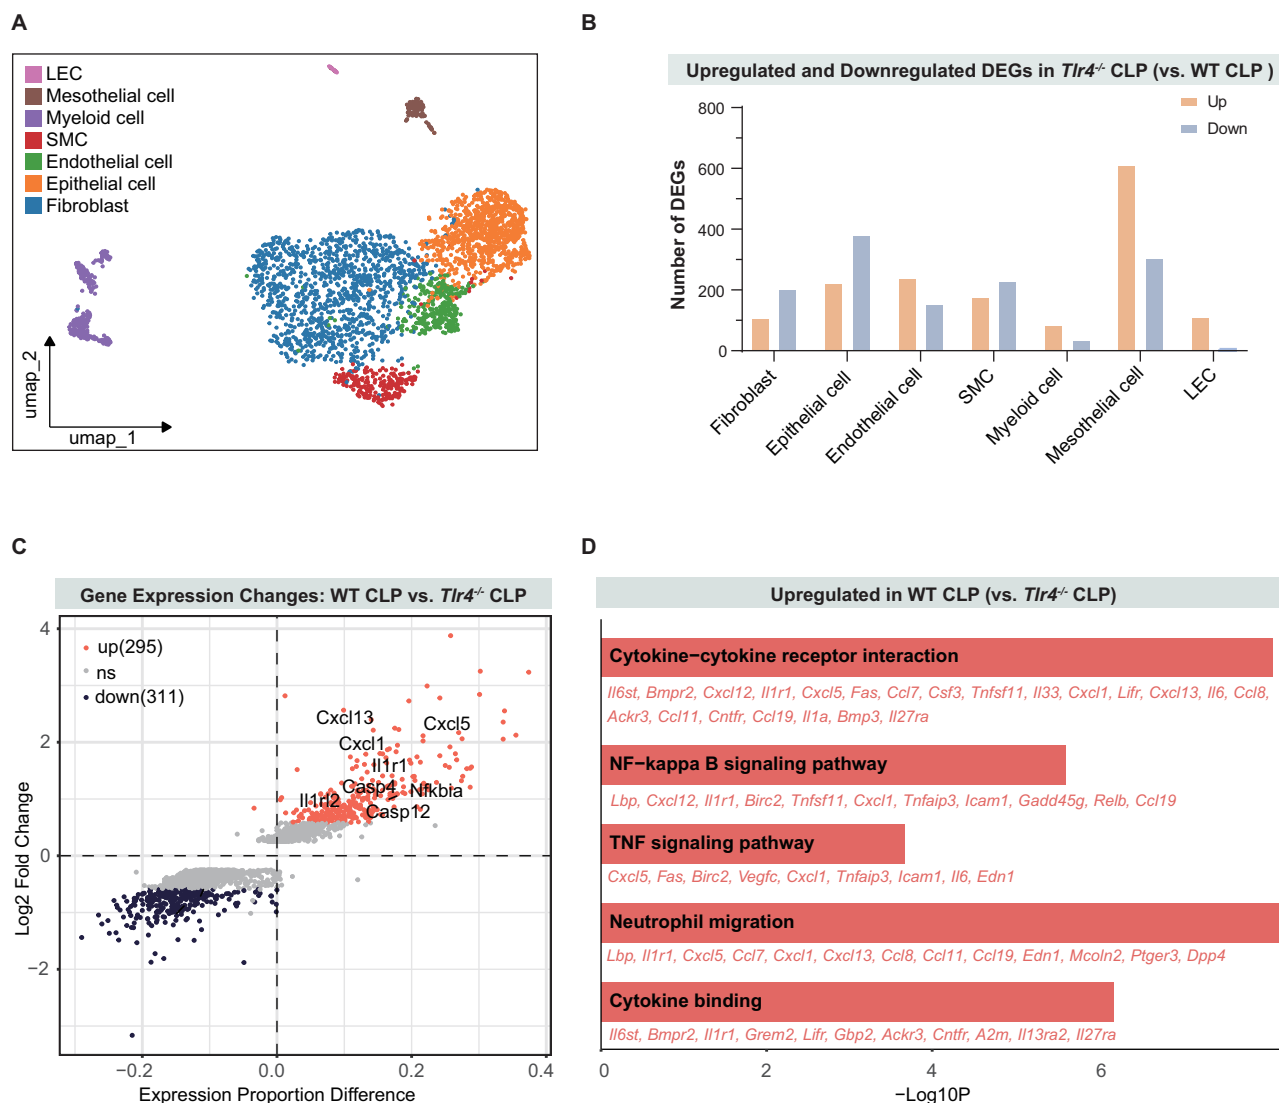 A
LEC
Mesothelial cell
Myeloid cell
SMC
Endothelial cell
Epithelial cell
Fibroblast
umap_2
umap_1
B
Upregulated and Downregulated DEGs in Tlr4-/- CLP (vs. WT CLP )
Up
Down
Number of DEGs
800
600
400
200
0
Fibroblast
Epithelial cell
Endothelial cell
SMC
Myeloid cell
Mesothelial cell
LEC
C
Gene Expression Changes: WT CLP vs. Tlr4-/- CLP
up(295)
ns
down(311)
Cxcl13
Cxcl5
Cxcl1
Il1r1
Casp4
Nfkbia
Il1rl2
Casp12
Log2 Fold Change
4
2
0
−2
−0.2
0.0
0.2
0.4
Expression Proportion Difference
D
Upregulated in WT CLP (vs. Tlr4-/- CLP)
Cytokine−cytokine receptor interaction
Il6st, Bmpr2, Cxcl12, Il1r1, Cxcl5, Fas, Ccl7, Csf3, Tnfsf11, Il33, Cxcl1, Lifr, Cxcl13, Il6, Ccl8,
Ackr3, Ccl11, Cntfr, Ccl19, Il1a, Bmp3, Il27ra
NF−kappa B signaling pathway
Lbp, Cxcl12, Il1r1, Birc2, Tnfsf11, Cxcl1, Tnfaip3, Icam1, Gadd45g, Relb, Ccl19
TNF signaling pathway
Cxcl5, Fas, Birc2, Vegfc, Cxcl1, Tnfaip3, Icam1, Il6, Edn1
Neutrophil migration
Lbp, Il1r1, Cxcl5, Ccl7, Cxcl1, Cxcl13, Ccl8, Ccl11, Ccl19, Edn1, Mcoln2, Ptger3, Dpp4
Cytokine binding
Il6st, Bmpr2, Il1r1, Grem2, Lifr, Gbp2, Ackr3, Cntfr, A2m, Il13ra2, Il27ra
0
2
4
6
−Log10P